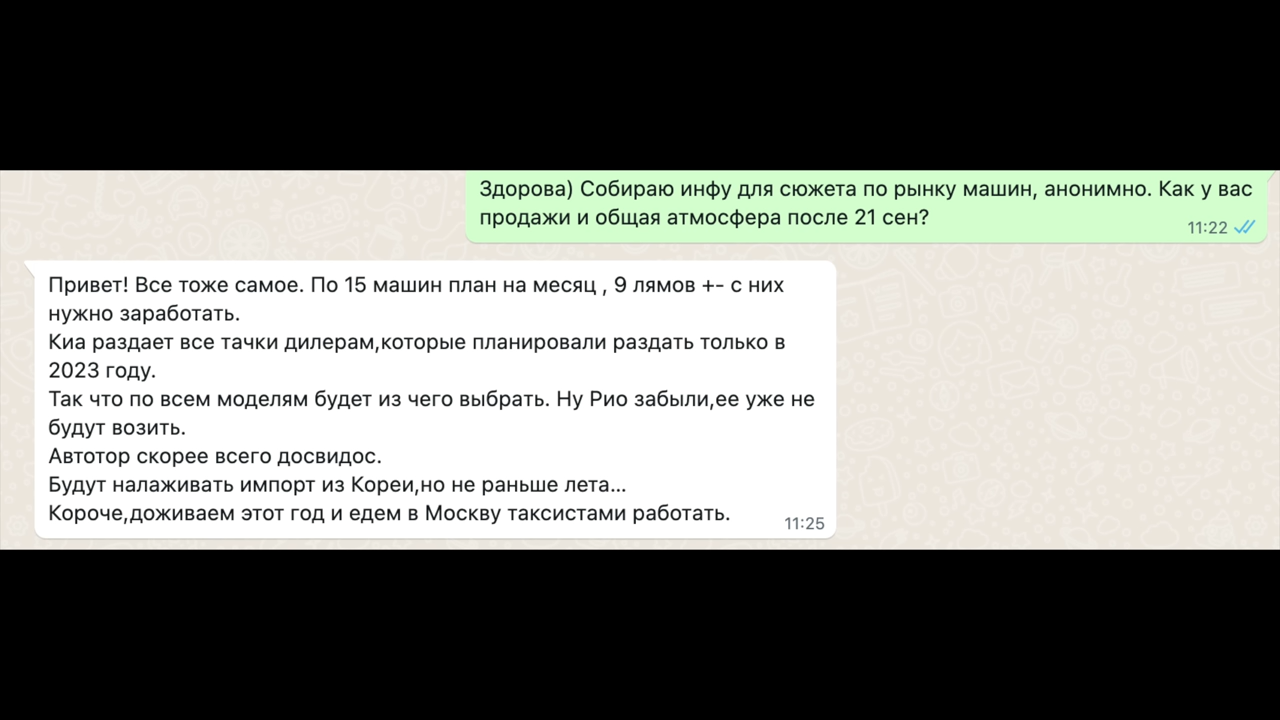 Здорова) Собираю инфу для сюжета по рынку машин, анонимно. Как у вас
продажи и общая атмосфера после 21 сен?
11:22
Привет! Все тоже самое. По 15 машин план на месяц , 9 лямов +- с них
нужно заработать.
Киа раздает все тачки дилерам,которые планировали раздать только в
2023 году.
Так что по всем моделям будет из чего выбрать. Ну Рио забыли,ее уже не
будут возить.
Автотор скорее всего досвидос.
Будут налаживать импорт из Кореи,но не раньше лета...
Короче,доживаем этот год и едем в Москву таксистами работать.
11:25